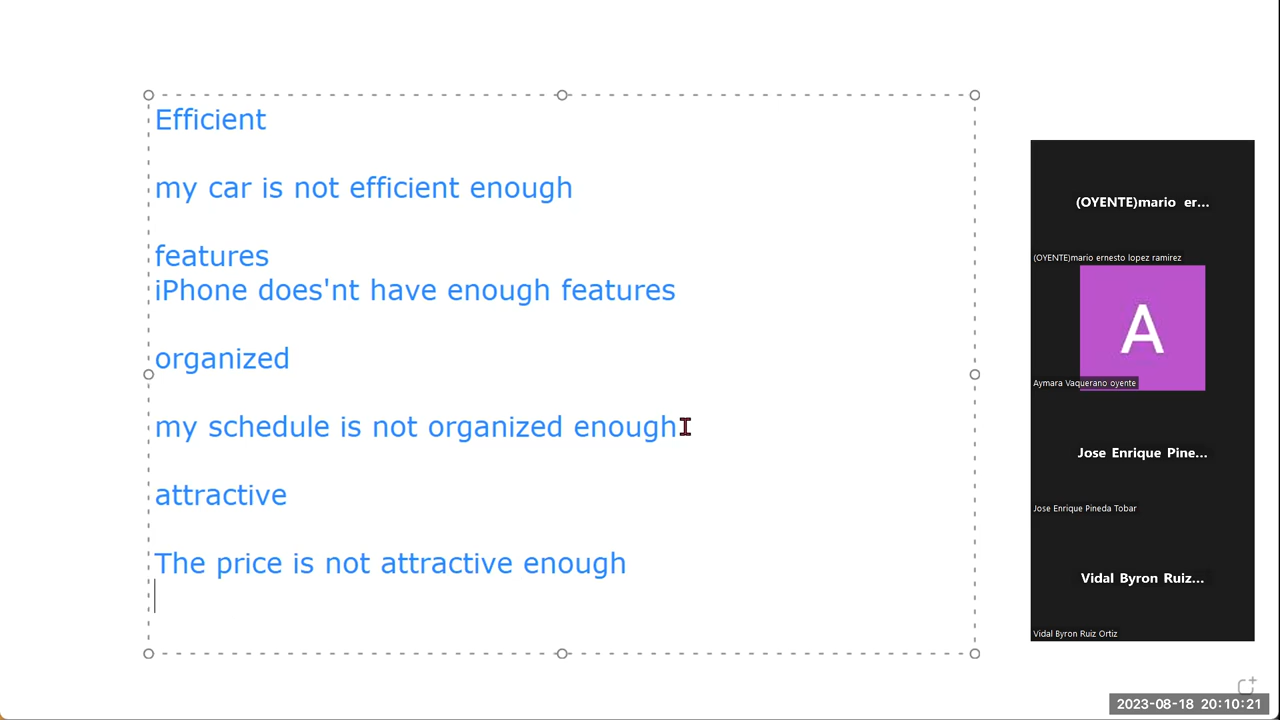 Efficient
my car is not efficient enough
features
iPhone does'nt have enough features
organized
my schedule is not organized enough
attractive
The price is not attractive enough
(OYENTE)mario er...
(OYENTE)mario ernesto lopez ramirez
A
Aymara Vaquerano oyente
Jose Enrique Pine...
Jose Enrique Pineda Tobar
Vidal Byron Ruiz...
Vidal Byron Ruiz Ortiz
2023-08-18 20:10:21